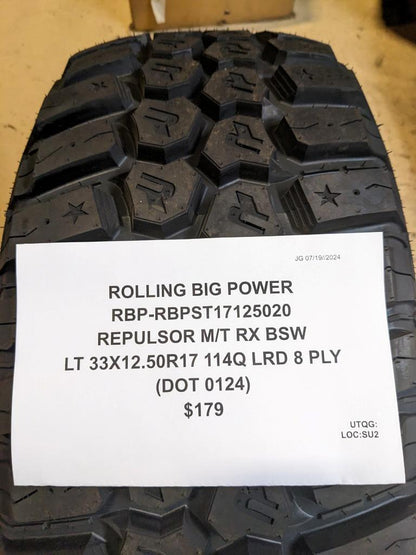 JG 07/19//2024
ROLLING BIG POWER
RBP-RBPST17125020
REPULSOR M/T RX BSW
LT 33X12.50R17 114Q LRD 8 PLY
(DOT 0124)
$179
UTQG:
LOC:SU2